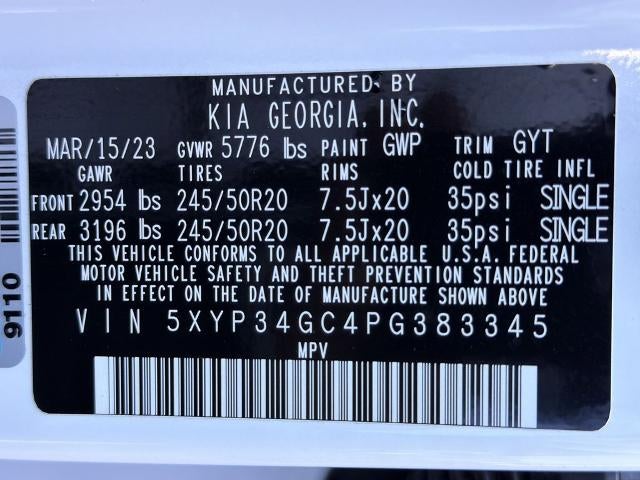 MANUFACTURED BY
KIA GEORGIA, INC.
MAR/15/23 GVWR 5776 lbs PAINT GWP TRIM GYT
GAWR TIRES RIMS COLD TIRE INFL
FRONT 2954 lbs 245/50R20 7.5Jx20 35psi SINGLE
REAR 3196 lbs 245/50R20 7.5Jx20 35psi SINGLE
THIS VEHICLE CONFORMS TO ALL APPLICABLE U.S.A. FEDERAL
MOTOR VEHICLE SAFETY AND THEFT PREVENTION STANDARDS
IN EFFECT ON THE DATE OF MANUFACTURE SHOWN ABOVE
VIN 5XYP34GC4PG383345
MPV
9110